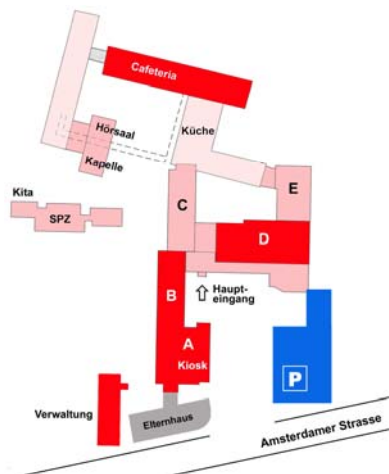 Cafeteria
Hörsaal
Küche
Kapelle
E
Kita
C
SPZ
D
B
Haupt-
eingang
A
Kiosk
P
Verwaltung
Elternhaus
Amsterdamer Strasse